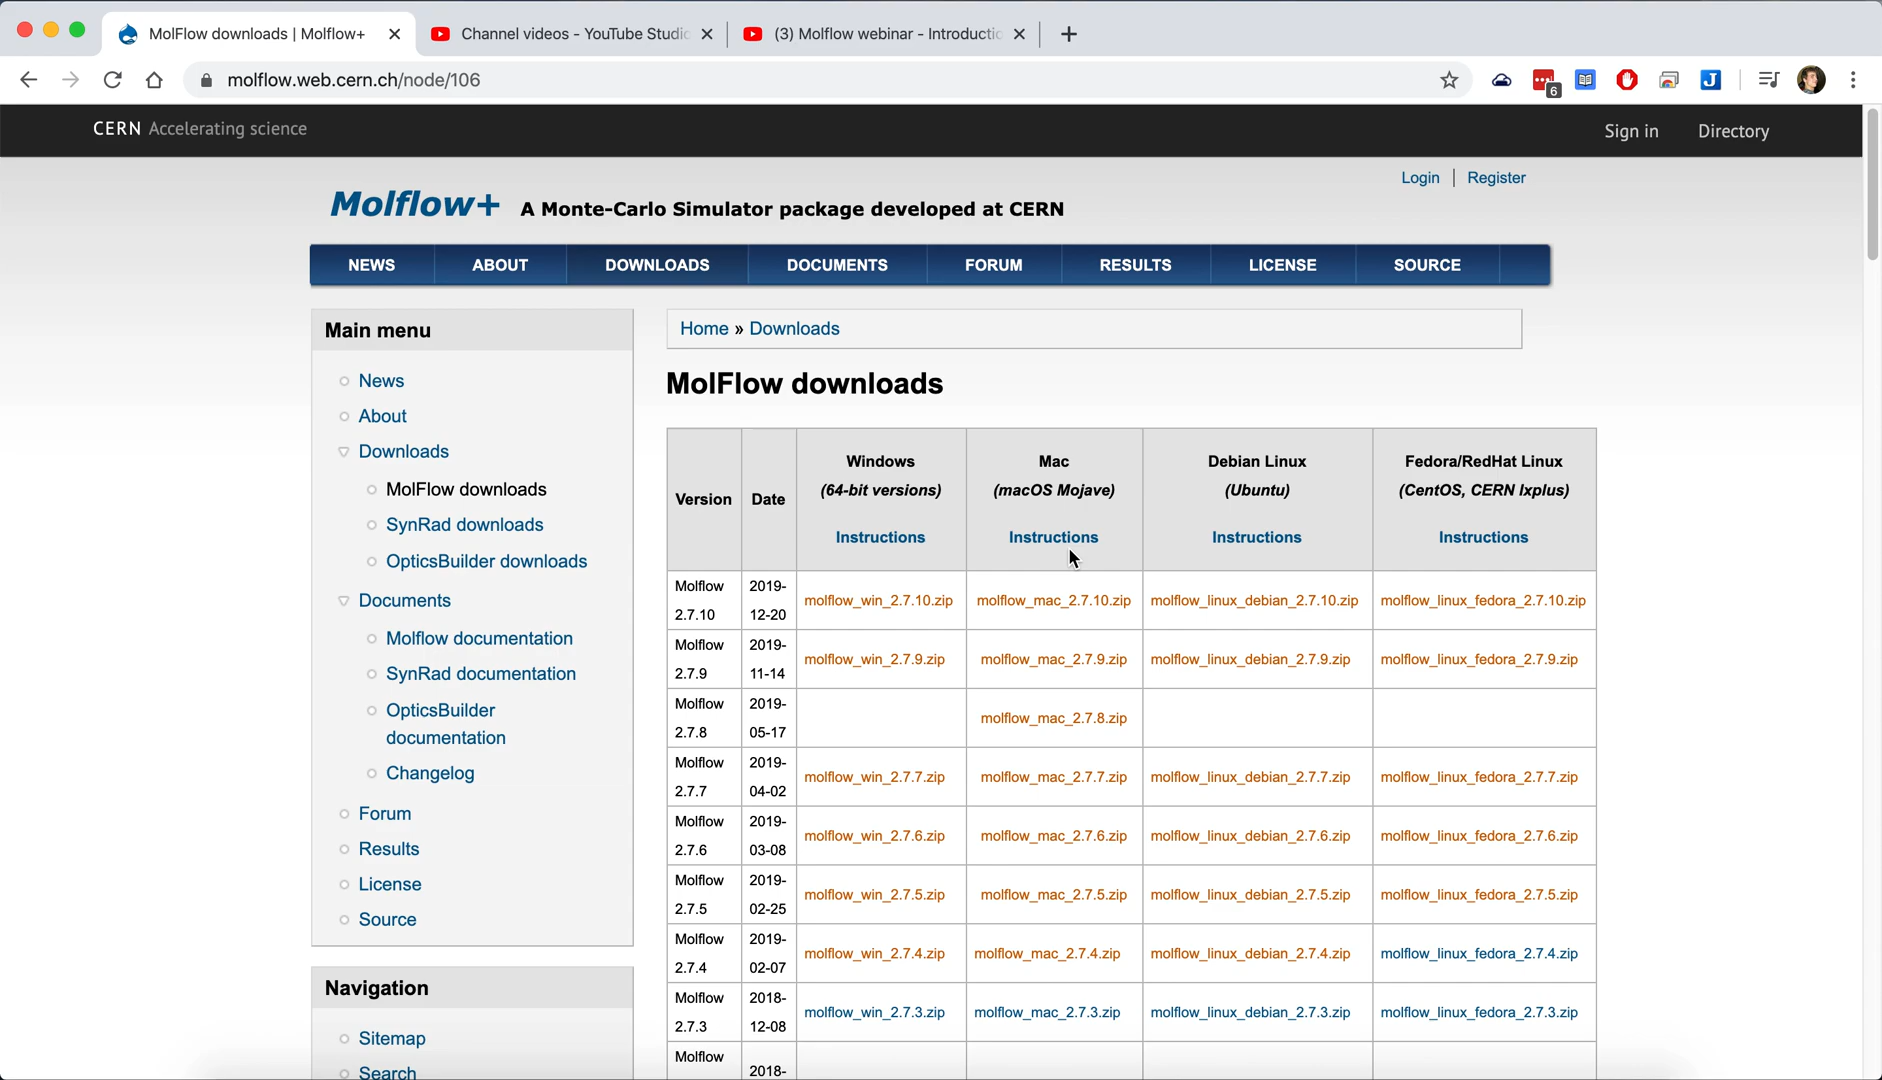 MolFlow downloads | Molflow+
Channel videos - YouTube Studio
(3) Molflow webinar - Introductio
molflow.web.cern.ch/node/106
6
J
CERN Accelerating science
Sign in
Directory
Login
Register
Molflow+ A Monte-Carlo Simulator package developed at CERN
NEWS ABOUT DOWNLOADS DOCUMENTS FORUM RESULTS LICENSE SOURCE
Main menu
News
About
Downloads
MolFlow downloads
SynRad downloads
OpticsBuilder downloads
Documents
Molflow documentation
SynRad documentation
OpticsBuilder
documentation
Changelog
Forum
Results
License
Source
Navigation
Sitemap
Search
Home » Downloads
MolFlow downloads
Version Date Windows (64-bit versions) Instructions Mac (macOS Mojave) Instructions Debian Linux (Ubuntu) Instructions Fedora/RedHat Linux (CentOS, CERN lxplus) Instructions
Molflow 2.7.10 2019-12-20 molflow_win_2.7.10.zip molflow_mac_2.7.10.zip molflow_linux_debian_2.7.10.zip molflow_linux_fedora_2.7.10.zip
Molflow 2.7.9 2019-11-14 molflow_win_2.7.9.zip molflow_mac_2.7.9.zip molflow_linux_debian_2.7.9.zip molflow_linux_fedora_2.7.9.zip
Molflow 2.7.8 2019-05-17 molflow_mac_2.7.8.zip
Molflow 2.7.7 2019-04-02 molflow_win_2.7.7.zip molflow_mac_2.7.7.zip molflow_linux_debian_2.7.7.zip molflow_linux_fedora_2.7.7.zip
Molflow 2.7.6 2019-03-08 molflow_win_2.7.6.zip molflow_mac_2.7.6.zip molflow_linux_debian_2.7.6.zip molflow_linux_fedora_2.7.6.zip
Molflow 2.7.5 2019-02-25 molflow_win_2.7.5.zip molflow_mac_2.7.5.zip molflow_linux_debian_2.7.5.zip molflow_linux_fedora_2.7.5.zip
Molflow 2.7.4 2019-02-07 molflow_win_2.7.4.zip molflow_mac_2.7.4.zip molflow_linux_debian_2.7.4.zip molflow_linux_fedora_2.7.4.zip
Molflow 2.7.3 2018-12-08 molflow_win_2.7.3.zip molflow_mac_2.7.3.zip molflow_linux_debian_2.7.3.zip molflow_linux_fedora_2.7.3.zip
Molflow 2018-